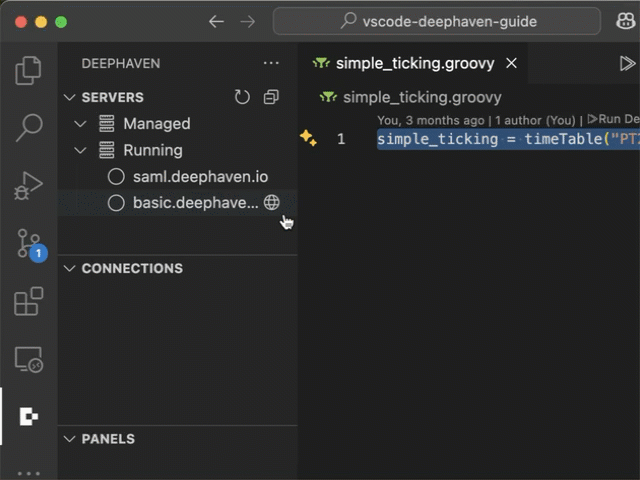 vscode-deephaven-guide
DEEPHAVEN
simple_ticking.groovy
SERVERS
simple_ticking.groovy
Managed
You, 3 months ago | 1 author (You) | Run De
1 simple_ticking = timeTable("PT2
Running
saml.deephaven.io
basic.deephave...
1
CONNECTIONS
PANELS